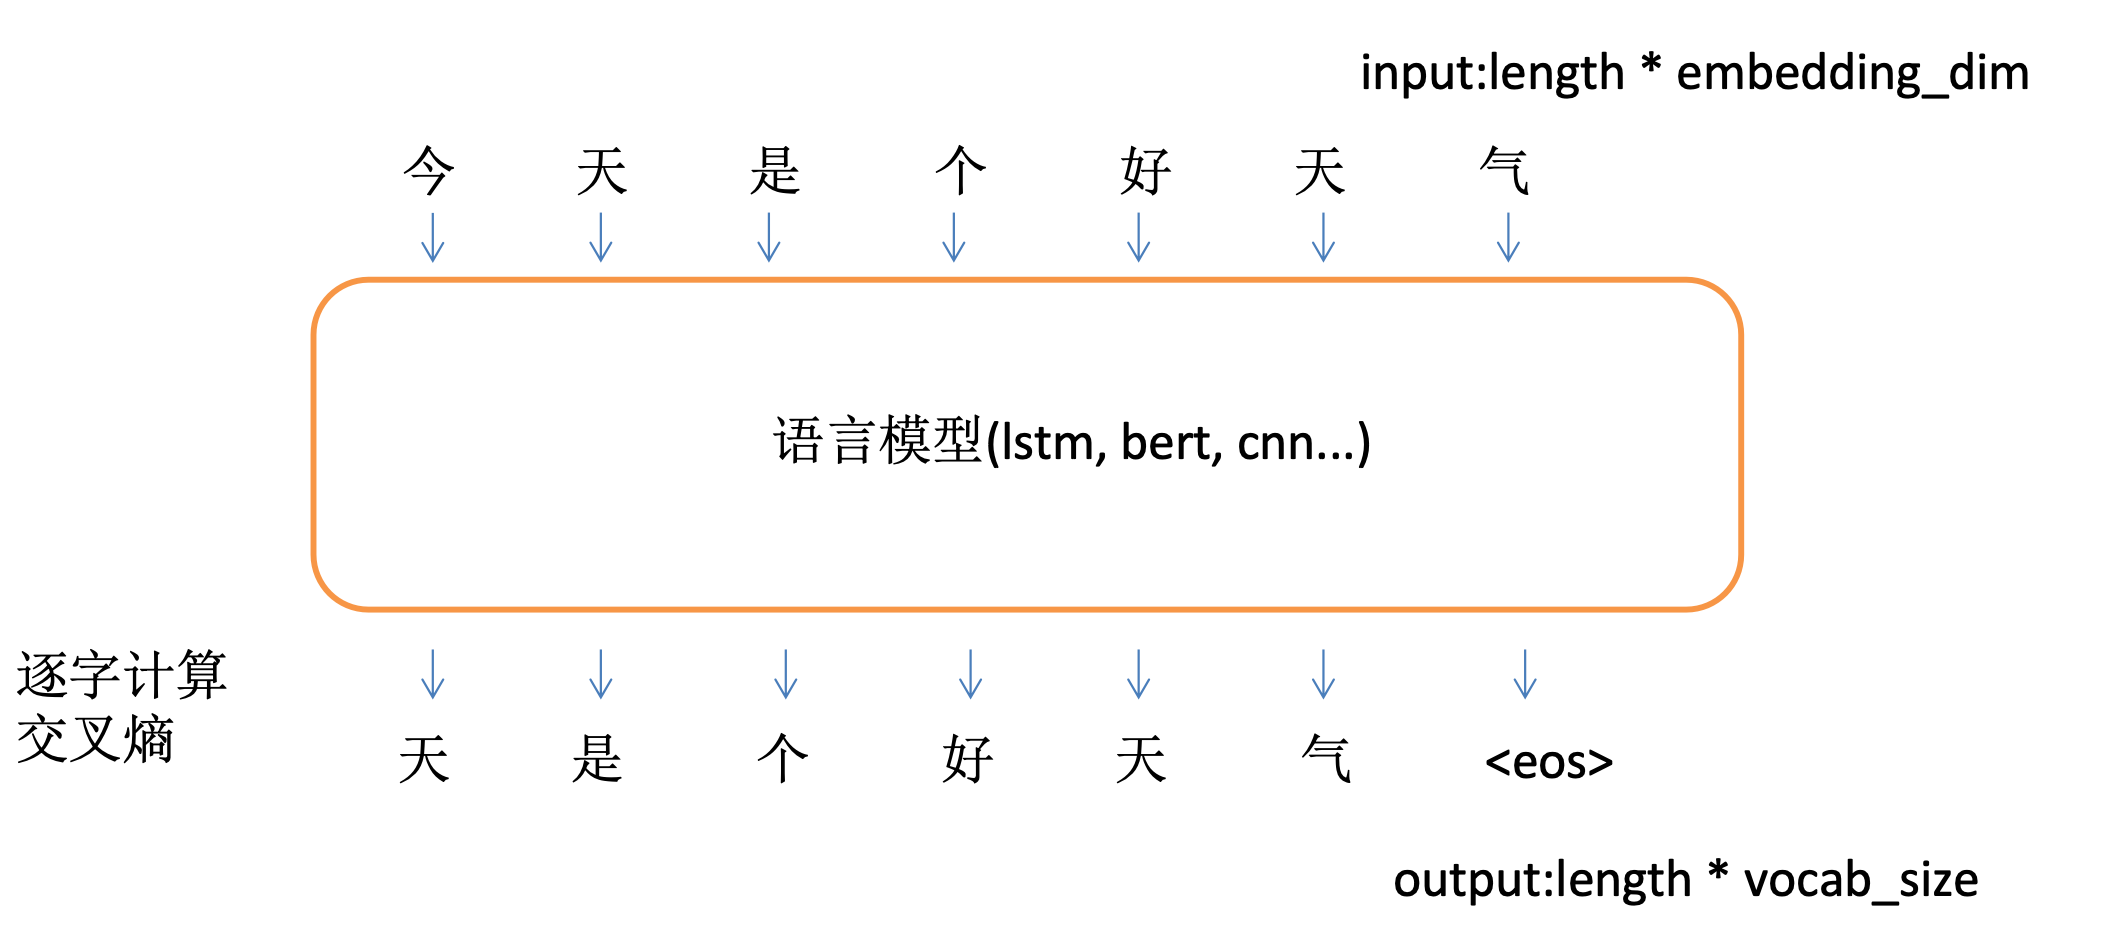 input:length * embedding_dim
今 天 是 个 好 天 气
语言模型(lstm, bert, cnn...)
逐字计算
交叉熵
天 是 个 好 天 气 <eos>
output:length * vocab_size